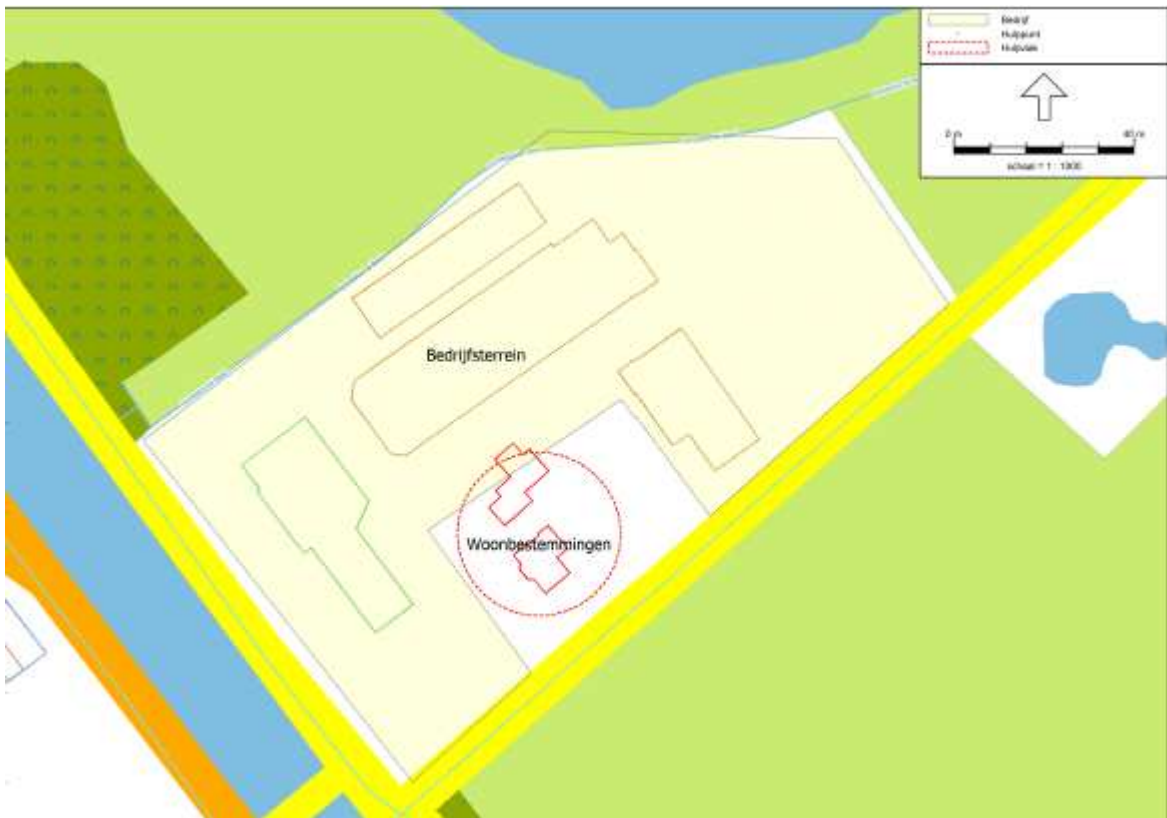 Bedrijf
Hulppunt
Hulpvlak
0 m
40 m
schaal = 1 : 1000
Bedrijfsterrein
Woonbestemmingen